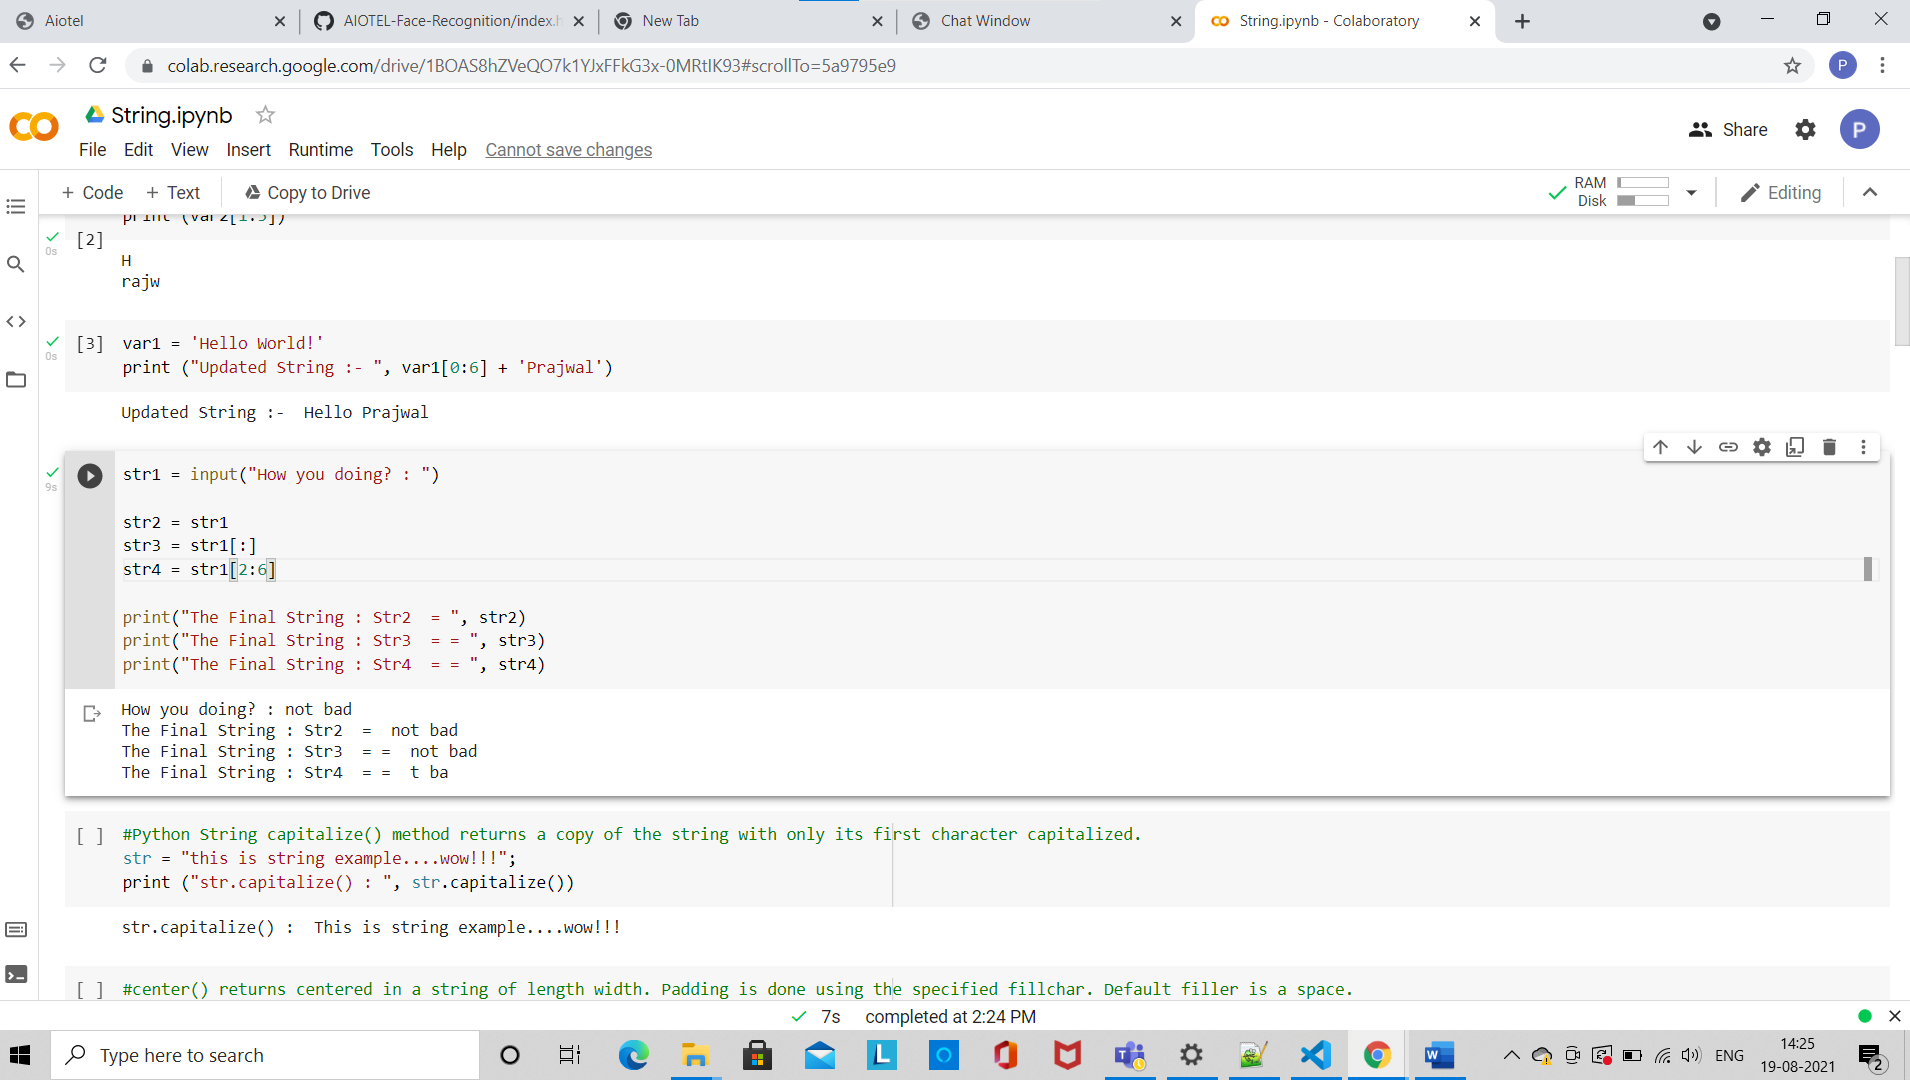 Aiotel
AIOTEL-Face-Recognition/index.h
New Tab
Chat Window
String.ipynb - Colaboratory
colab.research.google.com/drive/1BOAS8hZVeQO7k1YJxFFkG3x-0MRtIK93#scrollTo=5a9795e9
P
String.ipynb
Share
P
File Edit View Insert Runtime Tools Help Cannot save changes
+ Code + Text Copy to Drive
RAM
Disk
Editing
print (var2[1:5])
[2]
0s
H
rajw
[3] var1 = 'Hello World!'
0s
print ("Updated String :- ", var1[0:6] + 'Prajwal')
Updated String :-  Hello Prajwal
str1 = input("How you doing? : ")
9s
str2 = str1
str3 = str1[:]
str4 = str1[2:6]
print("The Final String : Str2  = ", str2)
print("The Final String : Str3  = = ", str3)
print("The Final String : Str4  = = ", str4)
How you doing? : not bad
The Final String : Str2  =  not bad
The Final String : Str3  = =  not bad
The Final String : Str4  = =  t ba
[ ] #Python String capitalize() method returns a copy of the string with only its first character capitalized.
str = "this is string example....wow!!!";
print ("str.capitalize() : ", str.capitalize())
str.capitalize() :  This is string example....wow!!!
[ ] #center() returns centered in a string of length width. Padding is done using the specified fillchar. Default filler is a space.
7s completed at 2:24 PM
Type here to search
L
W
ENG
14:25
19-08-2021
2